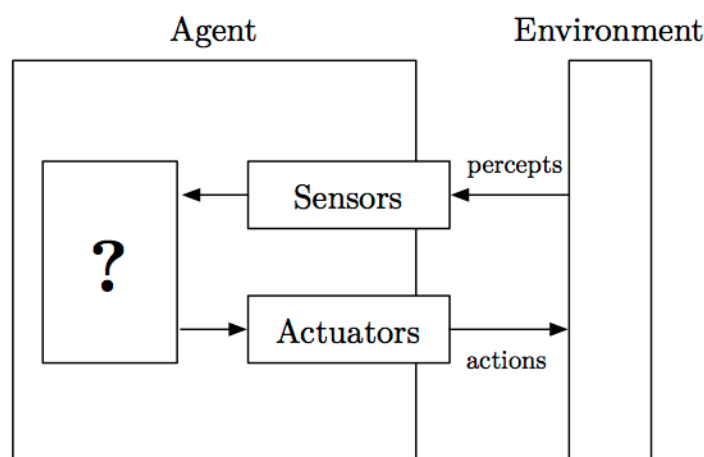 Agent
Environment
percepts
Sensors
?
Actuators
actions